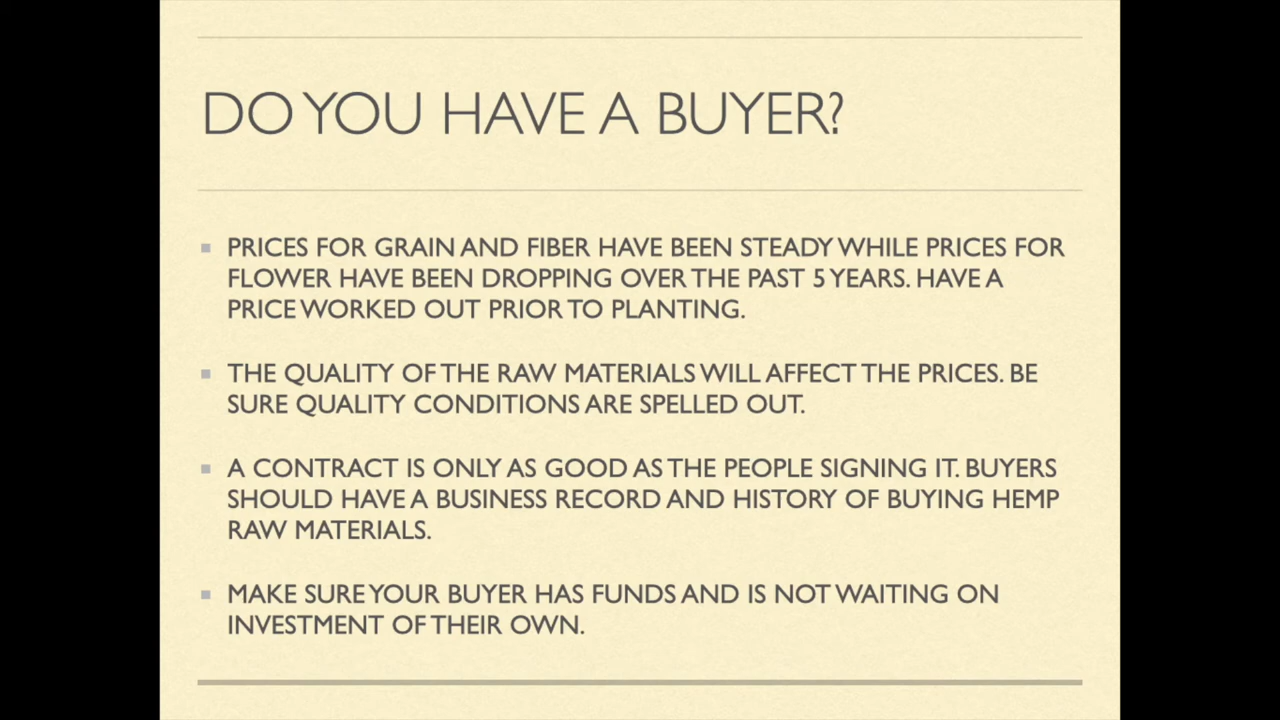 DO YOU HAVE A BUYER?
PRICES FOR GRAIN AND FIBER HAVE BEEN STEADY WHILE PRICES FOR
FLOWER HAVE BEEN DROPPING OVER THE PAST 5 YEARS. HAVE A
PRICE WORKED OUT PRIOR TO PLANTING.
THE QUALITY OF THE RAW MATERIALS WILL AFFECT THE PRICES. BE
SURE QUALITY CONDITIONS ARE SPELLED OUT.
A CONTRACT IS ONLY AS GOOD AS THE PEOPLE SIGNING IT. BUYERS
SHOULD HAVE A BUSINESS RECORD AND HISTORY OF BUYING HEMP
RAW MATERIALS.
MAKE SURE YOUR BUYER HAS FUNDS AND IS NOT WAITING ON
INVESTMENT OF THEIR OWN.